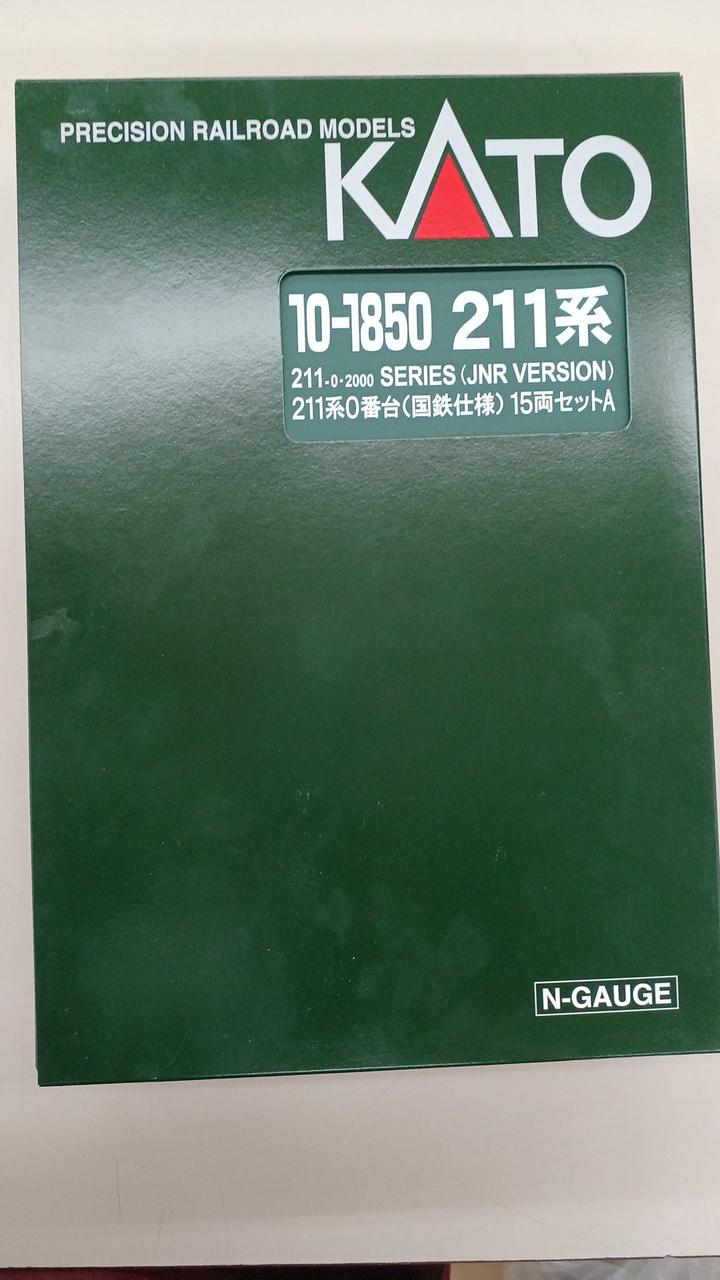 PRECISION RAILROAD MODELS
KATO
10-1850 211系
211-0・2000 SERIES (JNR VERSION)
211系0番台(国鉄仕様) 15両セットA
N-GAUGE